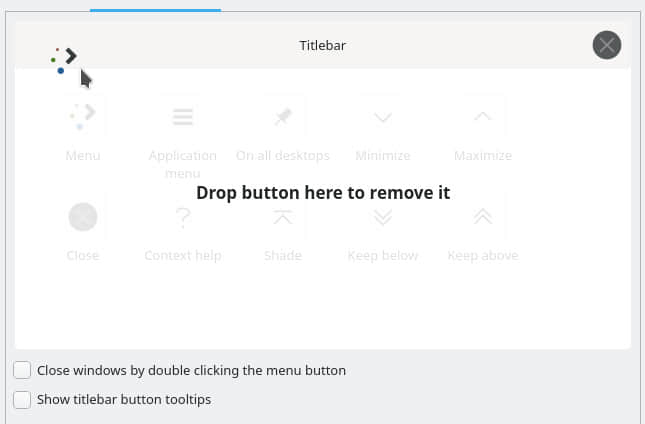 Titlebar
Menu
Application
menu
On all desktops
Minimize
Maximize
Drop button here to remove it
Close
Context help
Shade
Keep below
Keep above
Close windows by double clicking the menu button
Show titlebar button tooltips